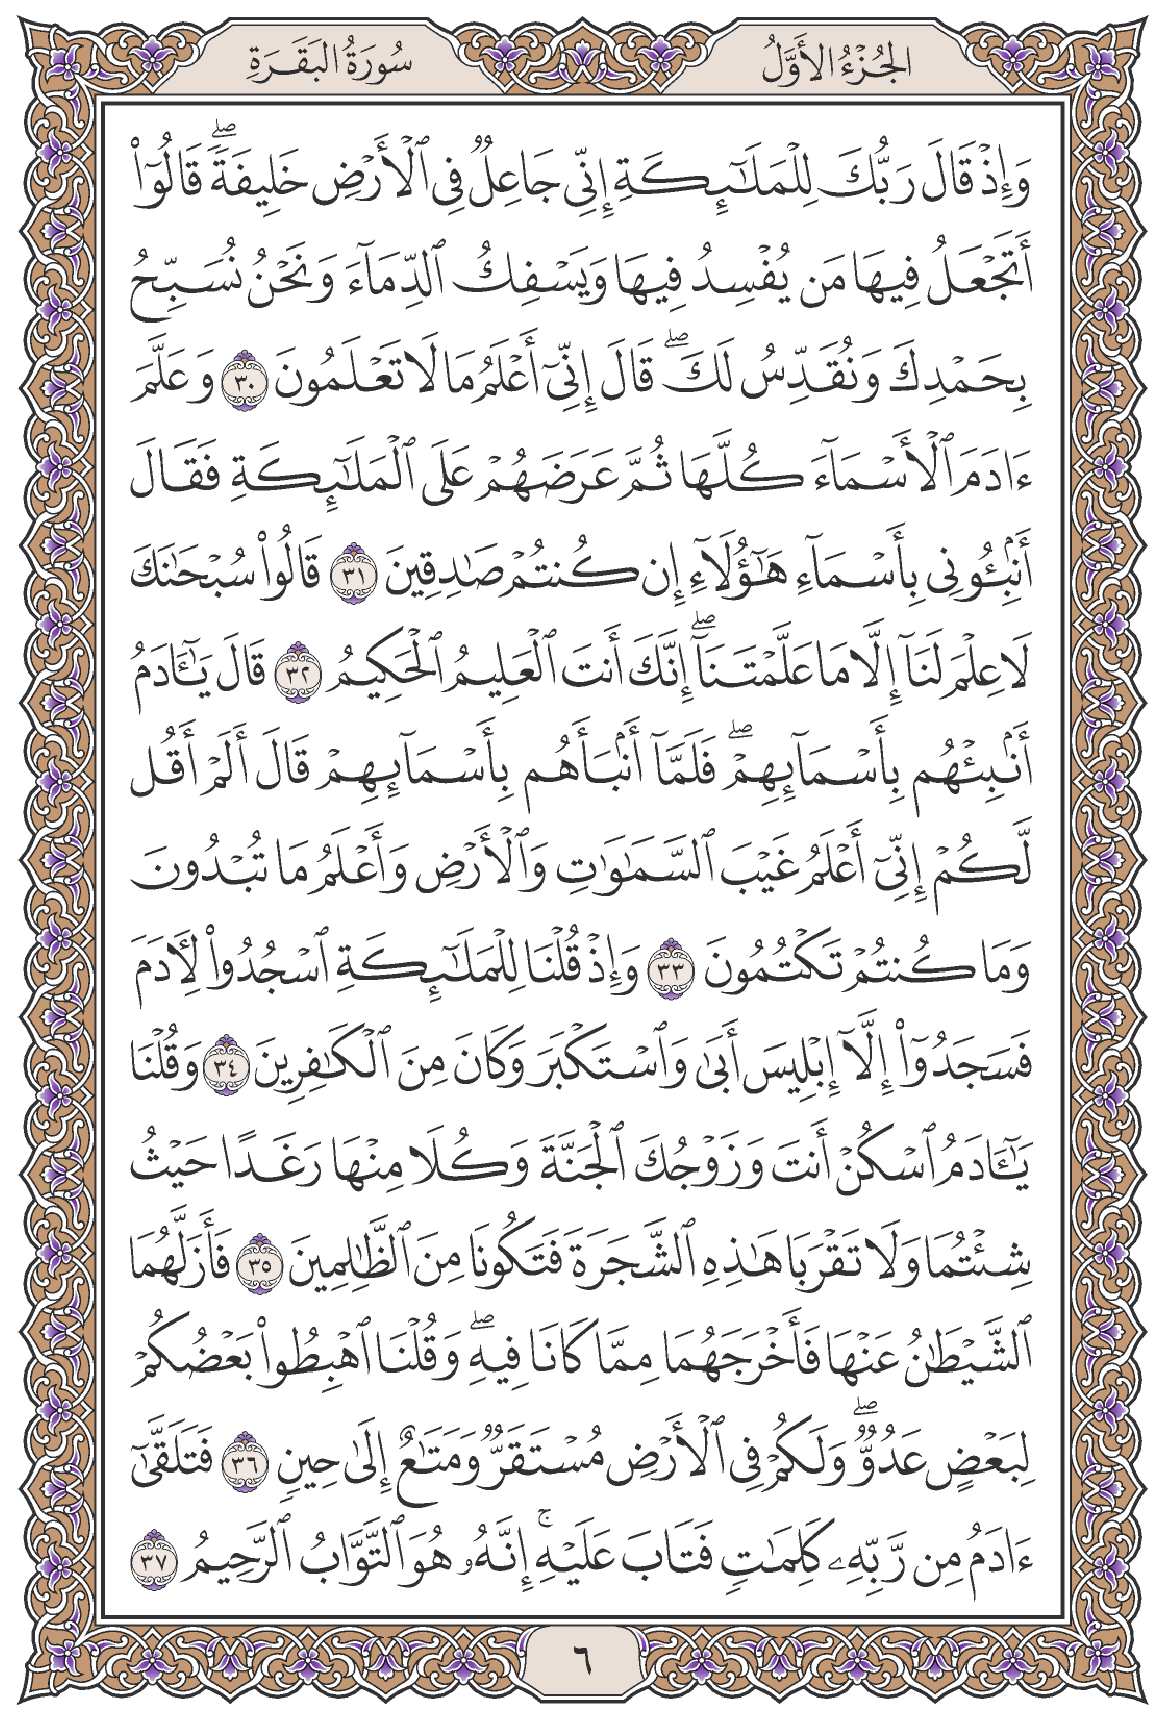 الجُزْءُ الأَوَّلُ
سُورَةُ البَقَرَةِ
وَإِذْ قَالَ رَبُّكَ لِلْمَلَـٰٓئِكَةِ إِنِّى جَاعِلٌ فِى ٱلْأَرْضِ خَلِيفَةً ۖ قَالُوٓا۟
أَتَجْعَلُ فِيهَا مَن يُفْسِدُ فِيهَا وَيَسْفِكُ ٱلدِّمَآءَ وَنَحْنُ نُسَبِّحُ
بِحَمْدِكَ وَنُقَدِّسُ لَكَ ۖ قَالَ إِنِّىٓ أَعْلَمُ مَا لَا تَعْلَمُونَ ٣٠ وَعَلَّمَ
ءَادَمَ ٱلْأَسْمَآءَ كُلَّهَا ثُمَّ عَرَضَهُمْ عَلَى ٱلْمَلَـٰٓئِكَةِ فَقَالَ
أَنۢبِـُٔونِى بِأَسْمَآءِ هَـٰٓؤُلَآءِ إِن كُنتُمْ صَـٰدِقِينَ ٣١ قَالُوا۟ سُبْحَـٰنَكَ
لَا عِلْمَ لَنَآ إِلَّا مَا عَلَّمْتَنَآ ۖ إِنَّكَ أَنتَ ٱلْعَلِيمُ ٱلْحَكِيمُ ٣٢ قَالَ يَـٰٓـَٔادَمُ
أَنۢبِئْهُم بِأَسْمَآئِهِمْ ۖ فَلَمَّآ أَنۢبَأَهُم بِأَسْمَآئِهِمْ قَالَ أَلَمْ أَقُل
لَّكُمْ إِنِّىٓ أَعْلَمُ غَيْبَ ٱلسَّمَـٰوَٰتِ وَٱلْأَرْضِ وَأَعْلَمُ مَا تُبْدُونَ
وَمَا كُنتُمْ تَكْتُمُونَ ٣٣ وَإِذْ قُلْنَا لِلْمَلَـٰٓئِكَةِ ٱسْجُدُوا۟ لِـَٔادَمَ
فَسَجَدُوٓا۟ إِلَّآ إِبْلِيسَ أَبَىٰ وَٱسْتَكْبَرَ وَكَانَ مِنَ ٱلْكَـٰفِرِينَ ٣٤ وَقُلْنَا
يَـٰٓـَٔادَمُ ٱسْكُنْ أَنتَ وَزَوْجُكَ ٱلْجَنَّةَ وَكُلَا مِنْهَا رَغَدًا حَيْثُ
شِئْتُمَا وَلَا تَقْرَبَا هَـٰذِهِ ٱلشَّجَرَةَ فَتَكُونَا مِنَ ٱلظَّـٰلِمِينَ ٣٥ فَأَزَلَّهُمَا
ٱلشَّيْطَـٰنُ عَنْهَا فَأَخْرَجَهُمَا مِمَّا كَانَا فِيهِ ۖ وَقُلْنَا ٱهْبِطُوا۟ بَعْضُكُمْ
لِبَعْضٍ عَدُوٌّ ۖ وَلَكُمْ فِى ٱلْأَرْضِ مُسْتَقَرٌّ وَمَتَـٰعٌ إِلَىٰ حِينٍ ٣٦ فَتَلَقَّىٰٓ
ءَادَمُ مِن رَّبِّهِۦ كَلِمَـٰتٍ فَتَابَ عَلَيْهِ ۚ إِنَّهُۥ هُوَ ٱلتَّوَّابُ ٱلرَّحِيمُ ٣٧
٦